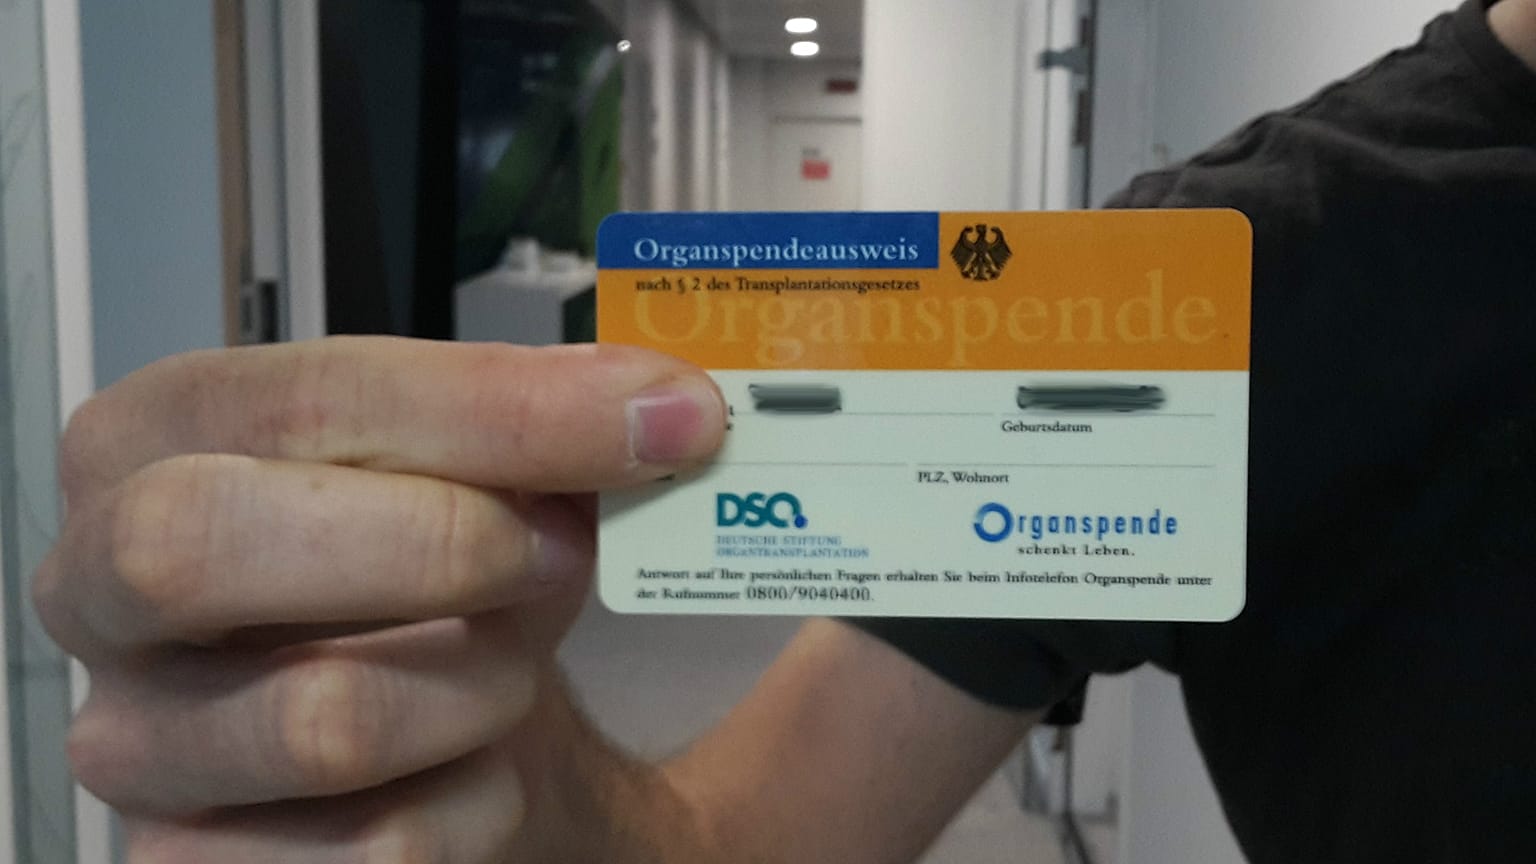 Organspendeausweis
nach § 2 des Transplantationsgesetzes
Organspende
Geburtsdatum
PLZ, Wohnort
DSO
DEUTSCHE STIFTUNG
ORGANTRANSPLANTATION
Organspende
schenkt Leben.
Antwort auf Ihre persönlichen Fragen erhalten Sie beim Infotelefon Organspende unter
der Rufnummer 0800/9040400.